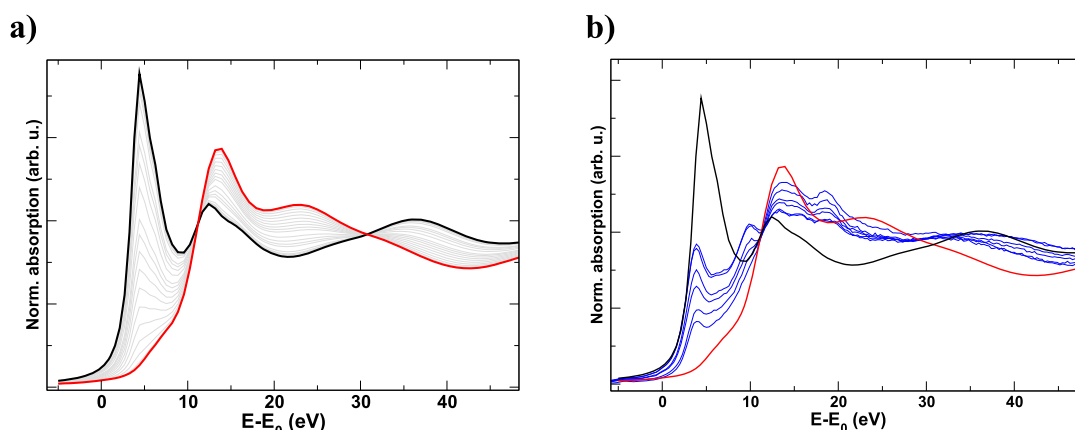 a)
Norm. absorption (arb. u.)
0 10 20 30 40
E-E₀ (eV)
b)
Norm. absorption (arb. u.)
0 10 20 30 40
E-E₀ (eV)